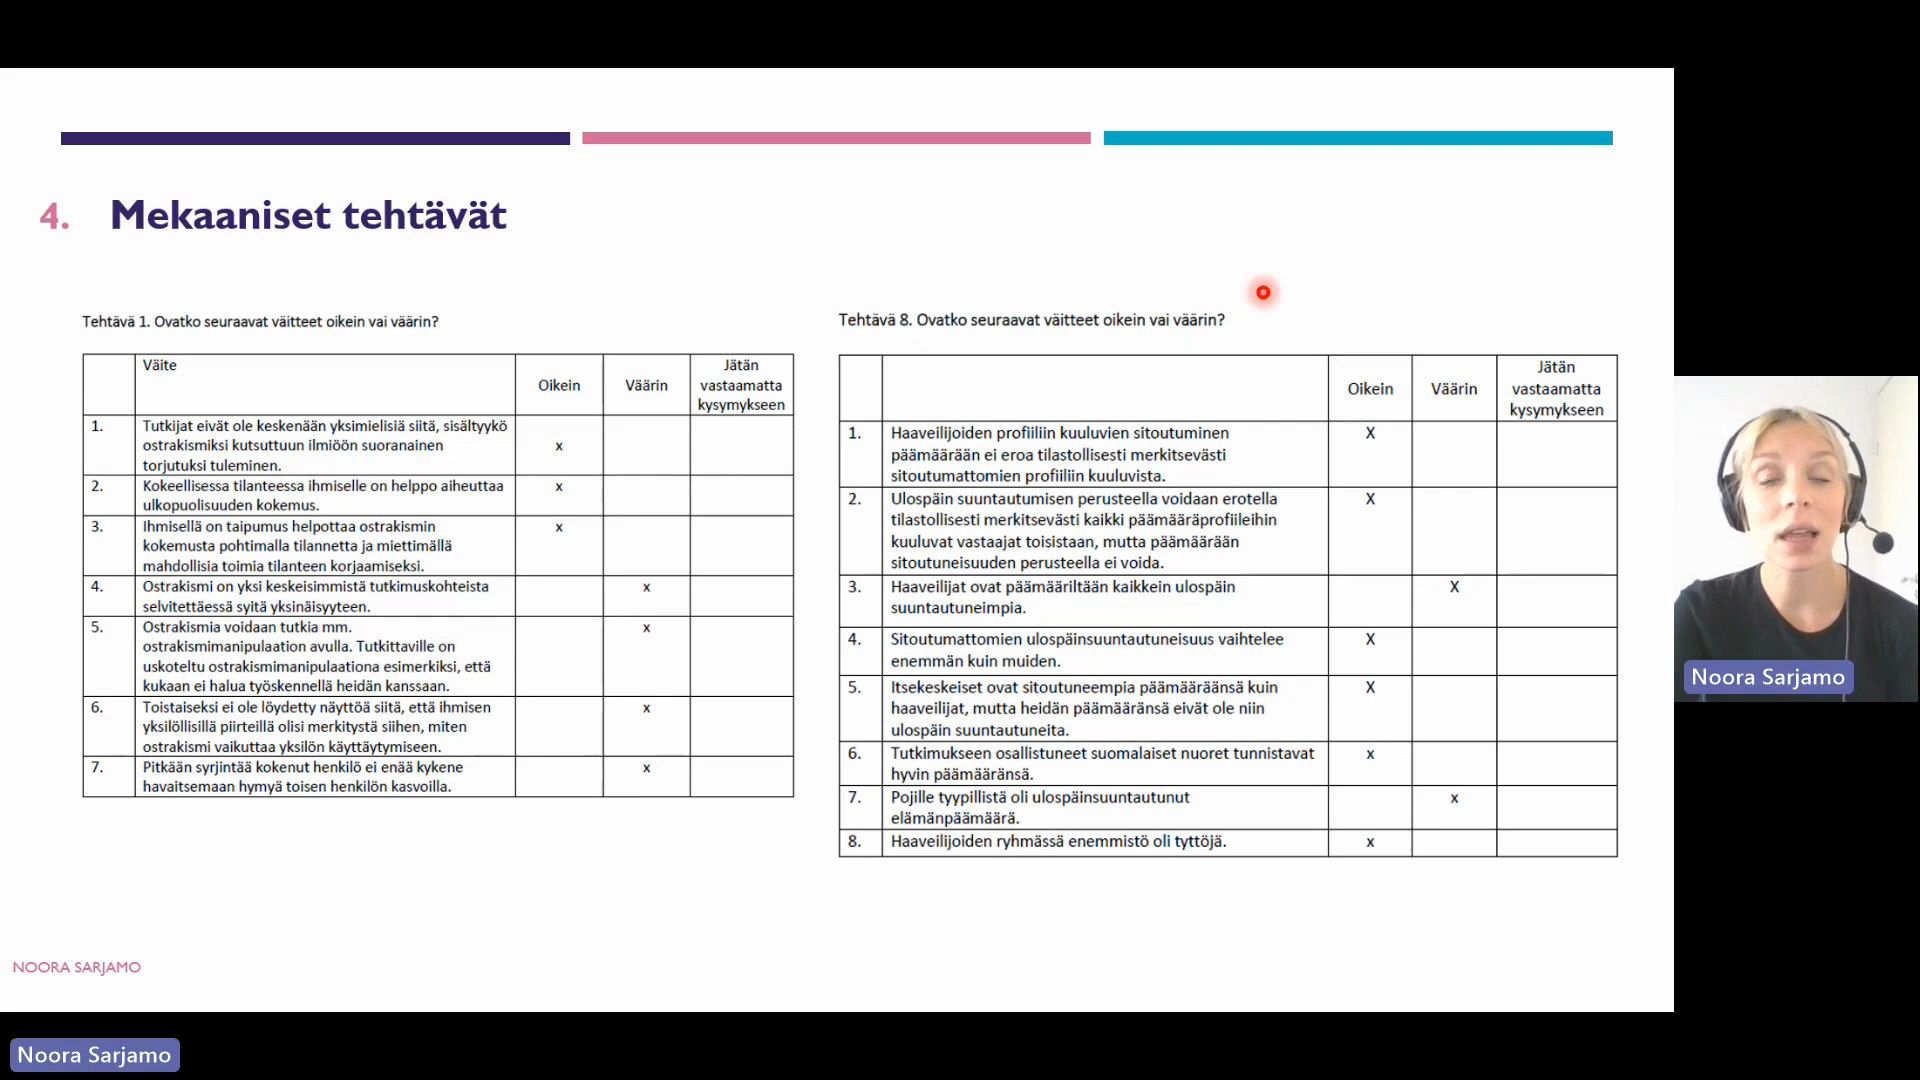 4. Mekaaniset tehtävät
Tehtävä 1. Ovatko seuraavat väitteet oikein vai väärin?
Väite
Oikein
Väärin
Jätän
vastaamatta
kysymykseen
1. Tutkijat eivät ole keskenään yksimielisiä siitä, sisältyykö
ostrakismiksi kutsuttuun ilmiöön suoranainen x
torjutuksi tuleminen.
2. Kokeellisessa tilanteessa ihmiselle on helppo aiheuttaa x
ulkopuolisuuden kokemus.
3. Ihmisellä on taipumus helpottaa ostrakismin x
kokemusta pohtimalla tilannetta ja miettimällä
mahdollisia toimia tilanteen korjaamiseksi.
4. Ostrakismi on yksi keskeisimmistä tutkimuskohteista x
selvitettäessä syitä yksinäisyyteen.
5. Ostrakismia voidaan tutkia mm. x
ostrakismimanipulaation avulla. Tutkittaville on
uskoteltu ostrakismimanipulaationa esimerkiksi, että
kukaan ei halua työskennellä heidän kanssaan.
6. Toistaiseksi ei ole löydetty näyttöä siitä, että ihmisen x
yksilöllisillä piirteillä olisi merkitystä siihen, miten
ostrakismi vaikuttaa yksilön käyttäytymiseen.
7. Pitkään syrjintää kokenut henkilö ei enää kykene x
havaitsemaan hymyä toisen henkilön kasvoilla.
Tehtävä 8. Ovatko seuraavat väitteet oikein vai väärin?
Oikein
Väärin
Jätän
vastaamatta
kysymykseen
1. Haaveilijoiden profiiliin kuuluvien sitoutuminen X
päämäärään ei eroa tilastollisesti merkitsevästi
sitoutumattomien profiiliin kuuluvista.
2. Ulospäin suuntautumisen perusteella voidaan erotella X
tilastollisesti merkitsevästi kaikki päämääräprofiileihin
kuuluvat vastaajat toisistaan, mutta päämäärään
sitoutuneisuuden perusteella ei voida.
3. Haaveilijat ovat päämääriltään kaikkein ulospäin X
suuntautuneimpia.
4. Sitoutumattomien ulospäinsuuntautuneisuus vaihtelee X
enemmän kuin muiden.
5. Itsekeskeiset ovat sitoutuneempia päämääräänsä kuin X
haaveilijat, mutta heidän päämääränsä eivät ole niin
ulospäin suuntautuneita.
6. Tutkimukseen osallistuneet suomalaiset nuoret tunnistavat x
hyvin päämääränsä.
7. Pojille tyypillistä oli ulospäinsuuntautunut x
elämänpäämäärä.
8. Haaveilijoiden ryhmässä enemmistö oli tyttöjä. x
NOORA SARJAMO
Noora Sarjamo
Noora Sarjamo